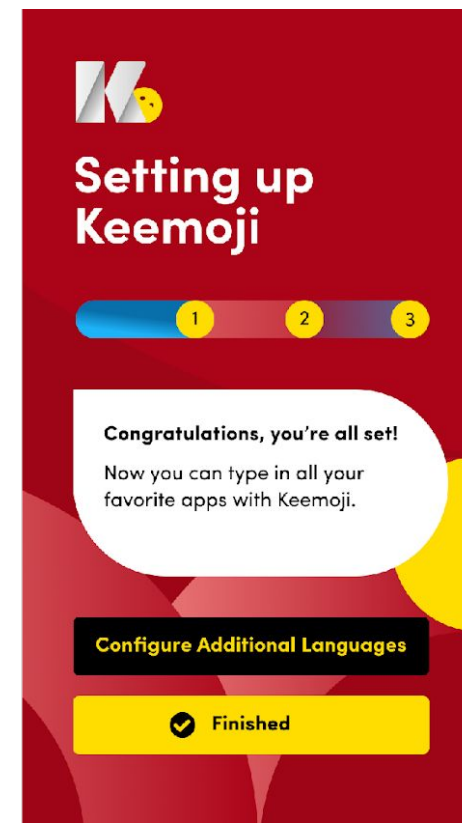 K
Setting up
Keemoji
1 2 3
Congratulations, you're all set!
Now you can type in all your
favorite apps with Keemoji.
Configure Additional Languages
Finished